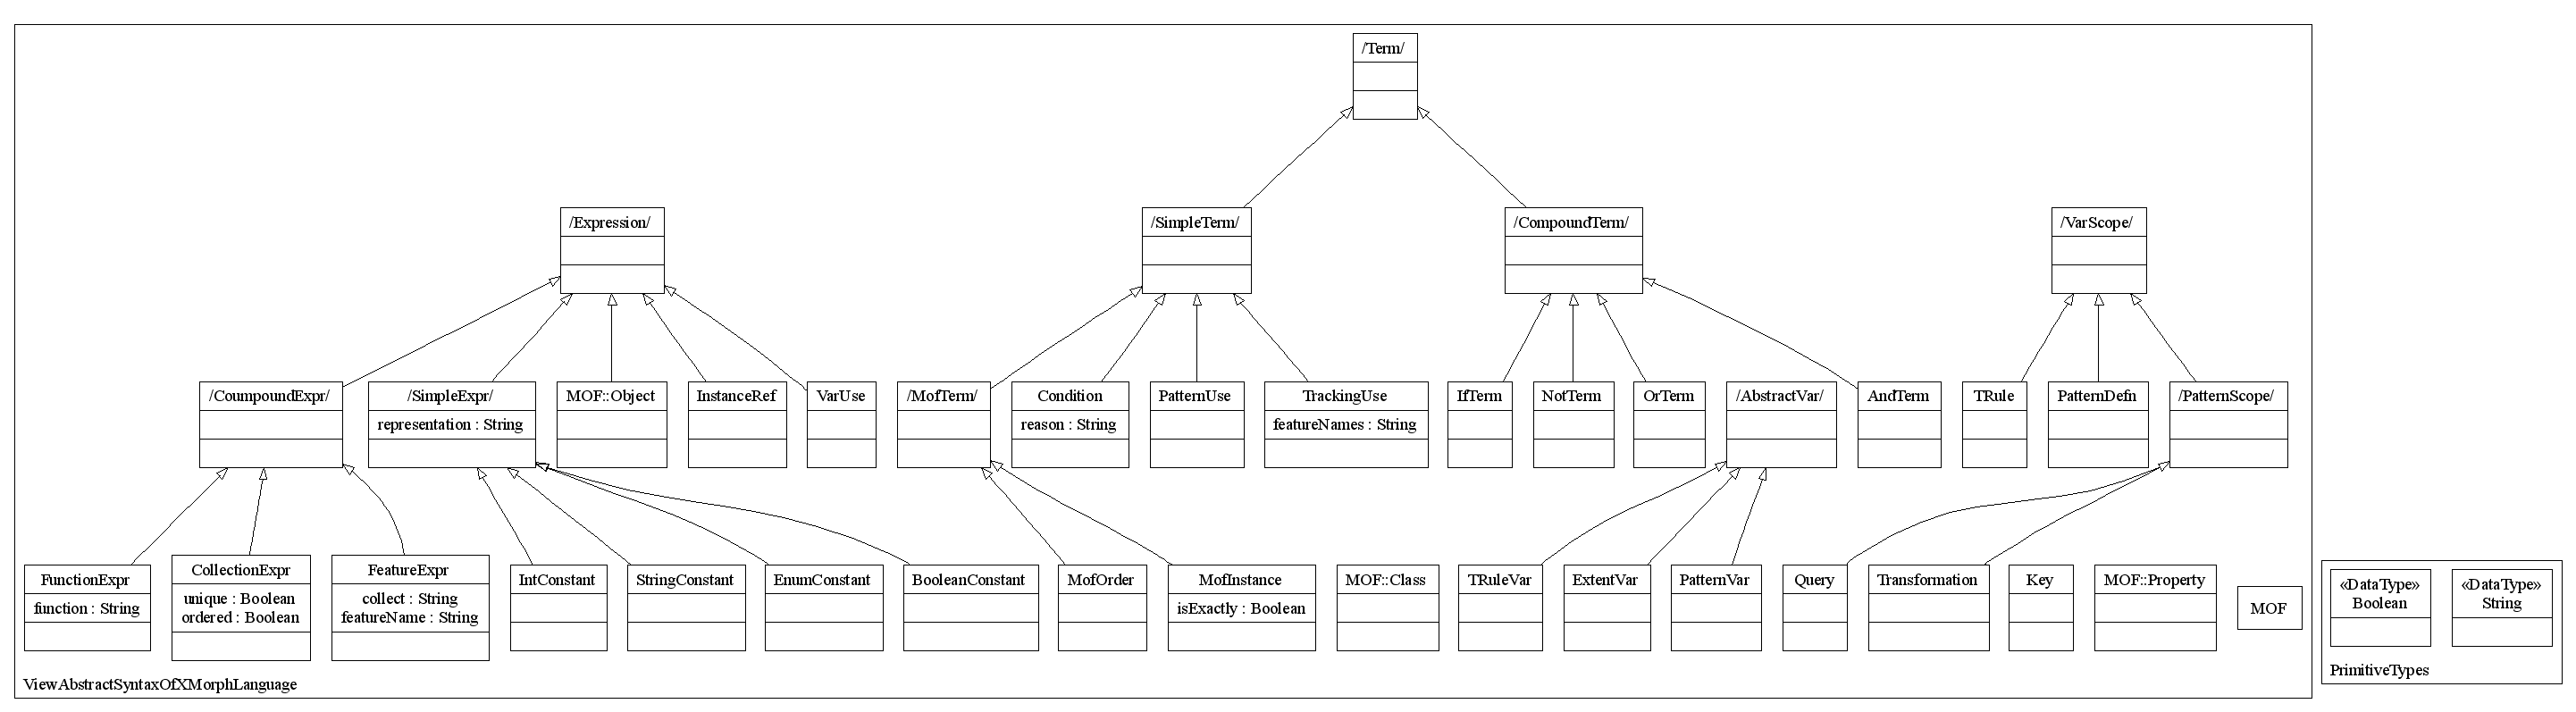 /Term/
/Expression/
/SimpleTerm/
/CompoundTerm/
/VarScope/
/CoumpoundExpr/
/SimpleExpr/
representation : String
MOF::Object
InstanceRef
VarUse
/MofTerm/
Condition
reason : String
PatternUse
TrackingUse
featureNames : String
IfTerm
NotTerm
OrTerm
/AbstractVar/
AndTerm
TRule
PatternDefn
/PatternScope/
FunctionExpr
function : String
CollectionExpr
unique : Boolean
ordered : Boolean
FeatureExpr
collect : String
featureName : String
IntConstant
StringConstant
EnumConstant
BooleanConstant
MofOrder
MofInstance
isExactly : Boolean
MOF::Class
TRuleVar
ExtentVar
PatternVar
Query
Transformation
Key
MOF::Property
MOF
ViewAbstractSyntaxOfXMorphLanguage
«DataType»
Boolean
«DataType»
String
PrimitiveTypes